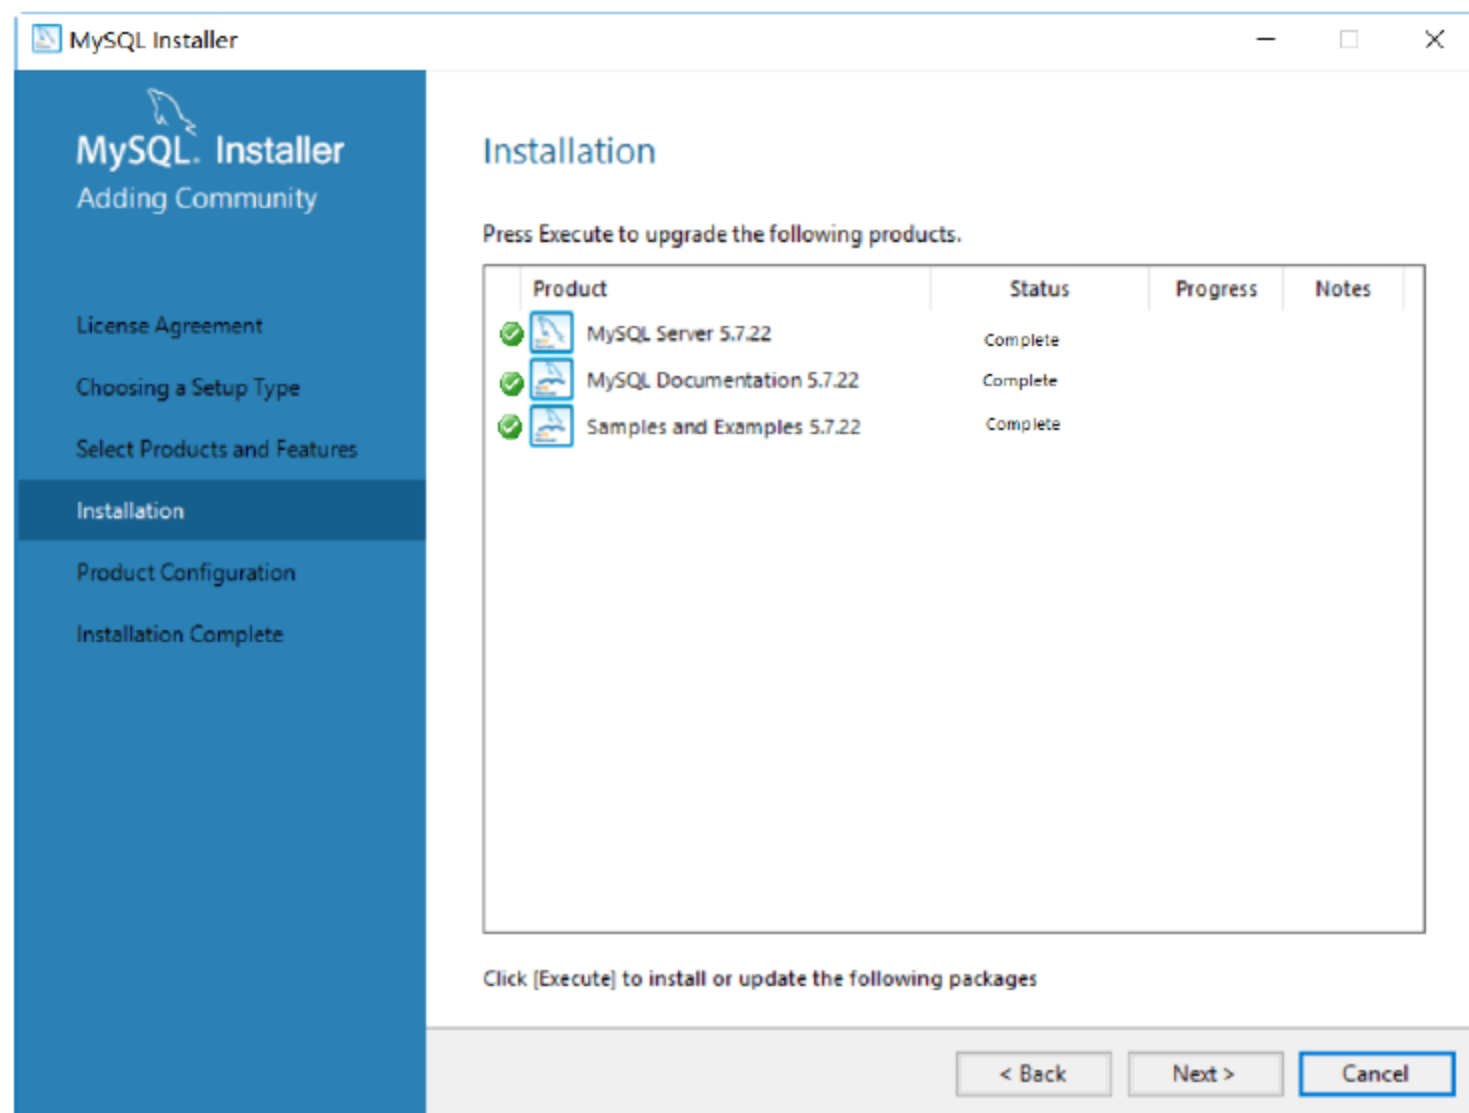 MySQL Installer
MySQL. Installer
Adding Community
License Agreement
Choosing a Setup Type
Select Products and Features
Installation
Product Configuration
Installation Complete
Installation
Press Execute to upgrade the following products.
Product Status Progress Notes
MySQL Server 5.7.22 Complete
MySQL Documentation 5.7.22 Complete
Samples and Examples 5.7.22 Complete
Click [Execute] to install or update the following packages
< Back Next > Cancel